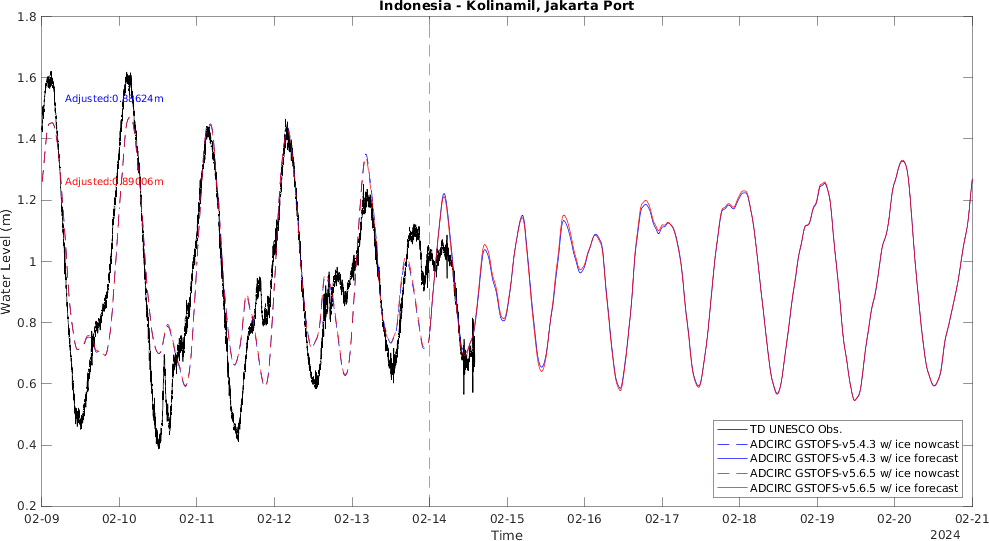 Indonesia - Kolinamil, Jakarta Port
1.8
1.6
1.4
1.2
1
0.8
0.6
0.4
0.2
Water Level (m)
Adjusted:0.88624m
Adjusted:0.89006m
TD UNESCO Obs.
ADCIRC GSTOFS-v5.4.3 w/ ice nowcast
ADCIRC GSTOFS-v5.4.3 w/ ice forecast
ADCIRC GSTOFS-v5.6.5 w/ ice nowcast
ADCIRC GSTOFS-v5.6.5 w/ ice forecast
02-09 02-10 02-11 02-12 02-13 02-14 02-15 02-16 02-17 02-18 02-19 02-20 02-21
Time
2024